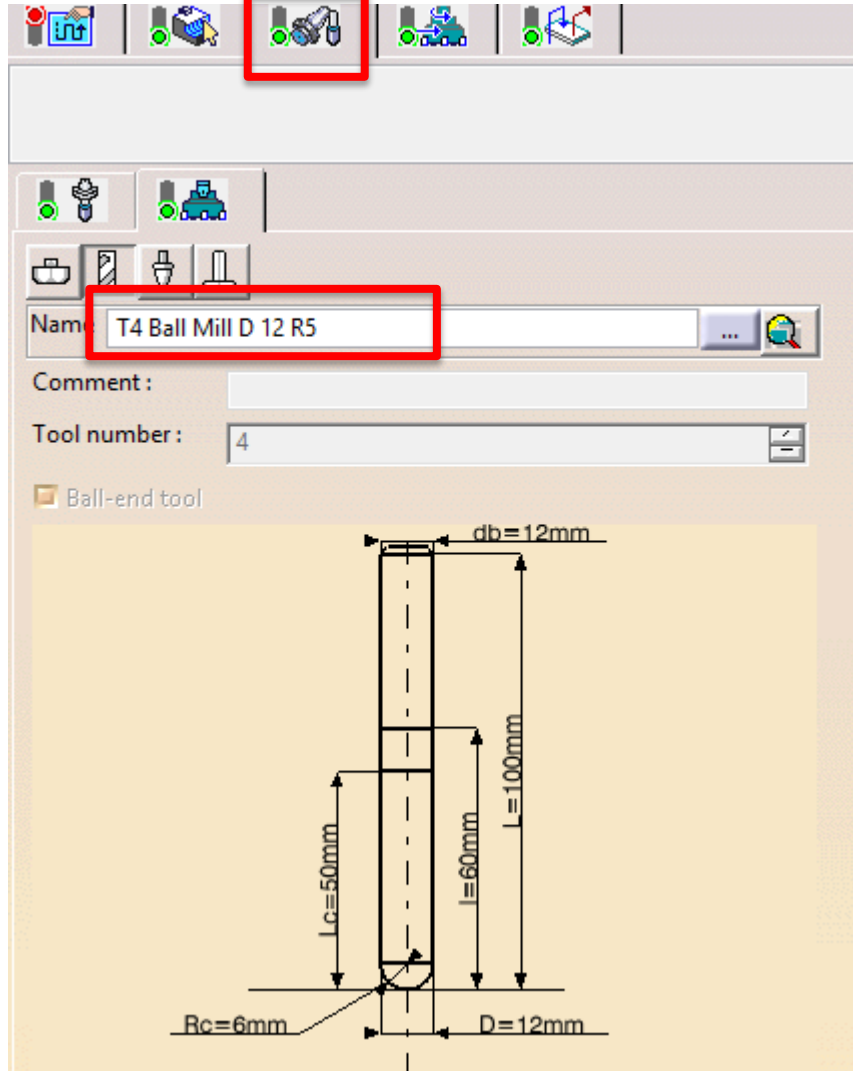 Name T4 Ball Mill D 12 R5 ...
Comment :
Tool number : 4
Ball-end tool
db=12mm
L=100mm
l=60mm
Lc=50mm
Rc=6mm
D=12mm